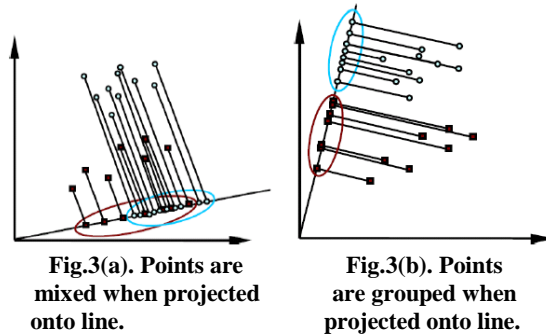 Fig.3(a). Points are
mixed when projected
onto line.
Fig.3(b). Points
are grouped when
projected onto line.